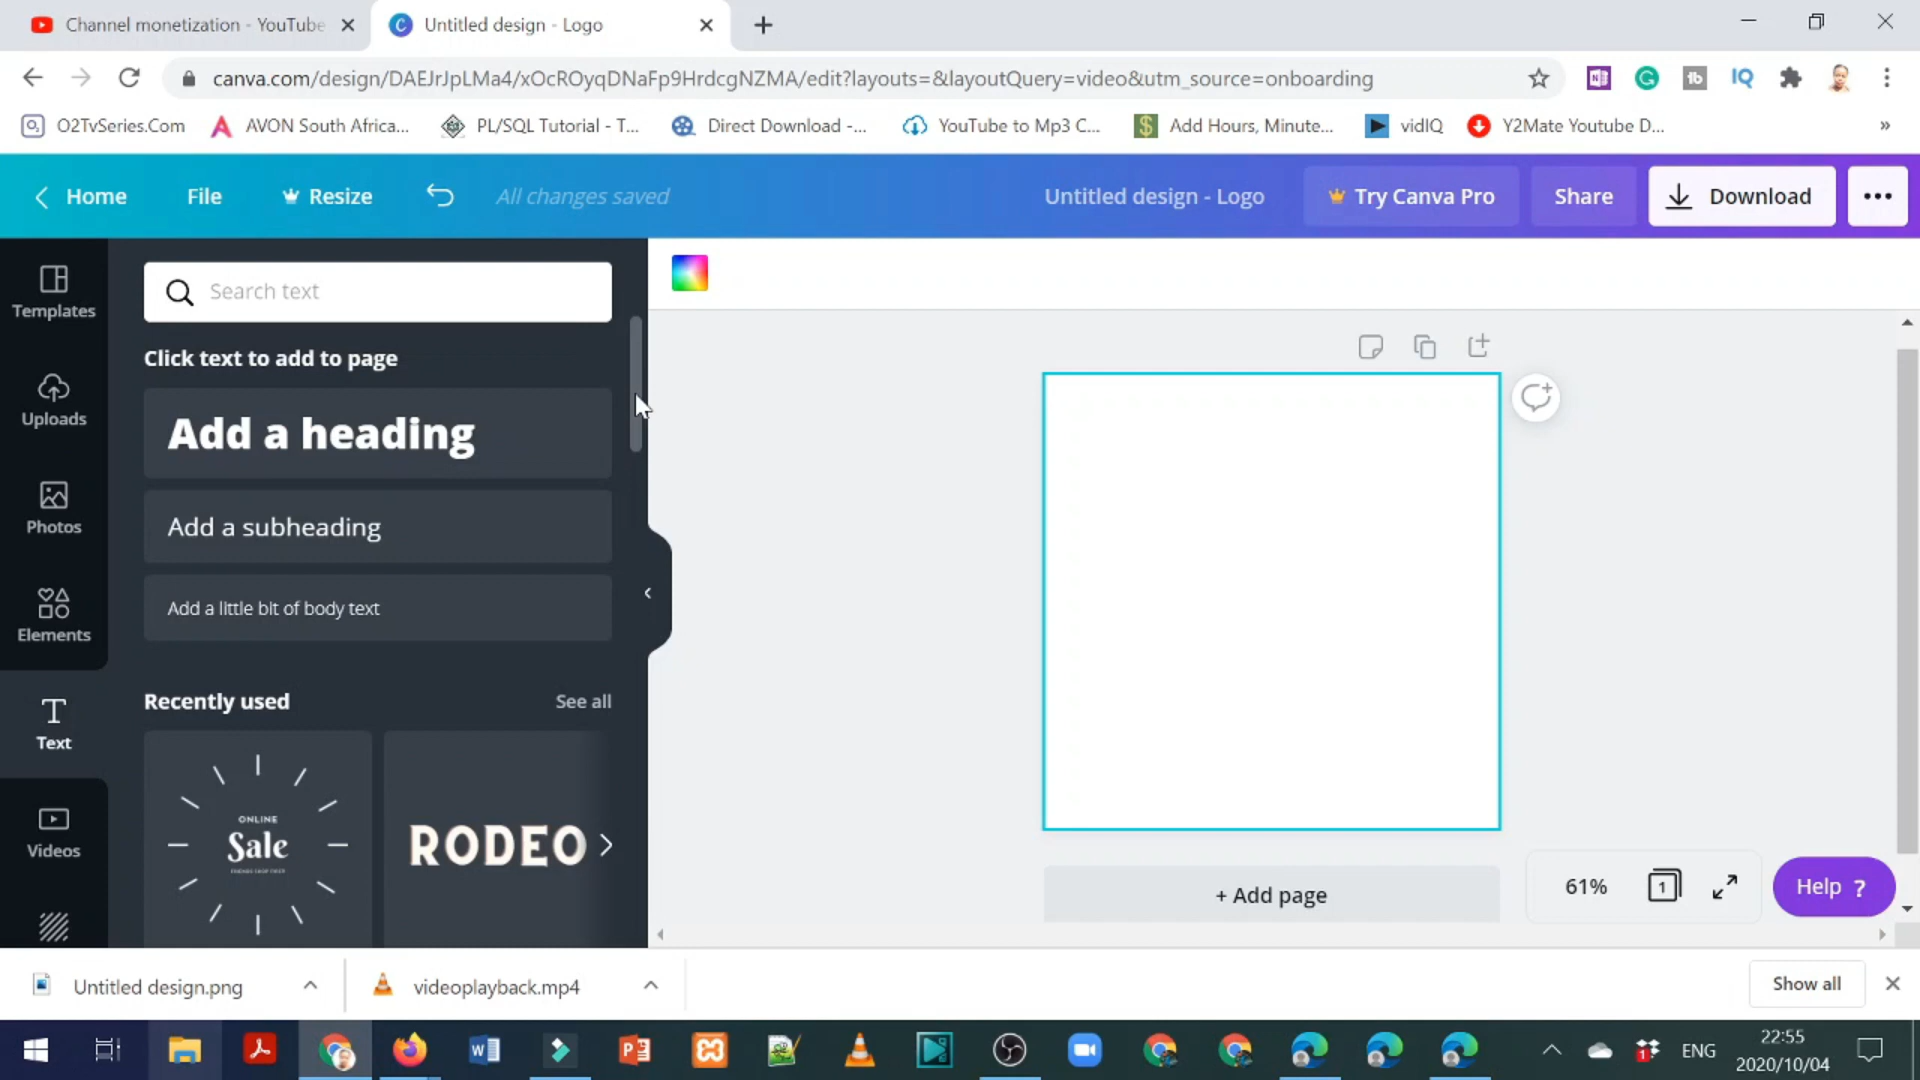 Channel monetization - YouTube
Untitled design - Logo
canva.com/design/DAEJrJpLMa4/xOcROyqDNaFp9HrdcgNZMA/edit?layouts=&layoutQuery=video&utm_source=onboarding
O2TvSeries.Com
AVON South Africa...
PL/SQL Tutorial - T...
Direct Download -...
YouTube to Mp3 C...
Add Hours, Minute...
vidIQ
Y2Mate Youtube D...
Home
File
Resize
All changes saved
Untitled design - Logo
Try Canva Pro
Share
Download
Templates
Uploads
Photos
Elements
Text
Videos
Search text
Click text to add to page
Add a heading
Add a subheading
Add a little bit of body text
Recently used
See all
ONLINE
Sale
RODEO
+ Add page
61%
1
Help ?
Untitled design.png
videoplayback.mp4
Show all
ENG
22:55
2020/10/04